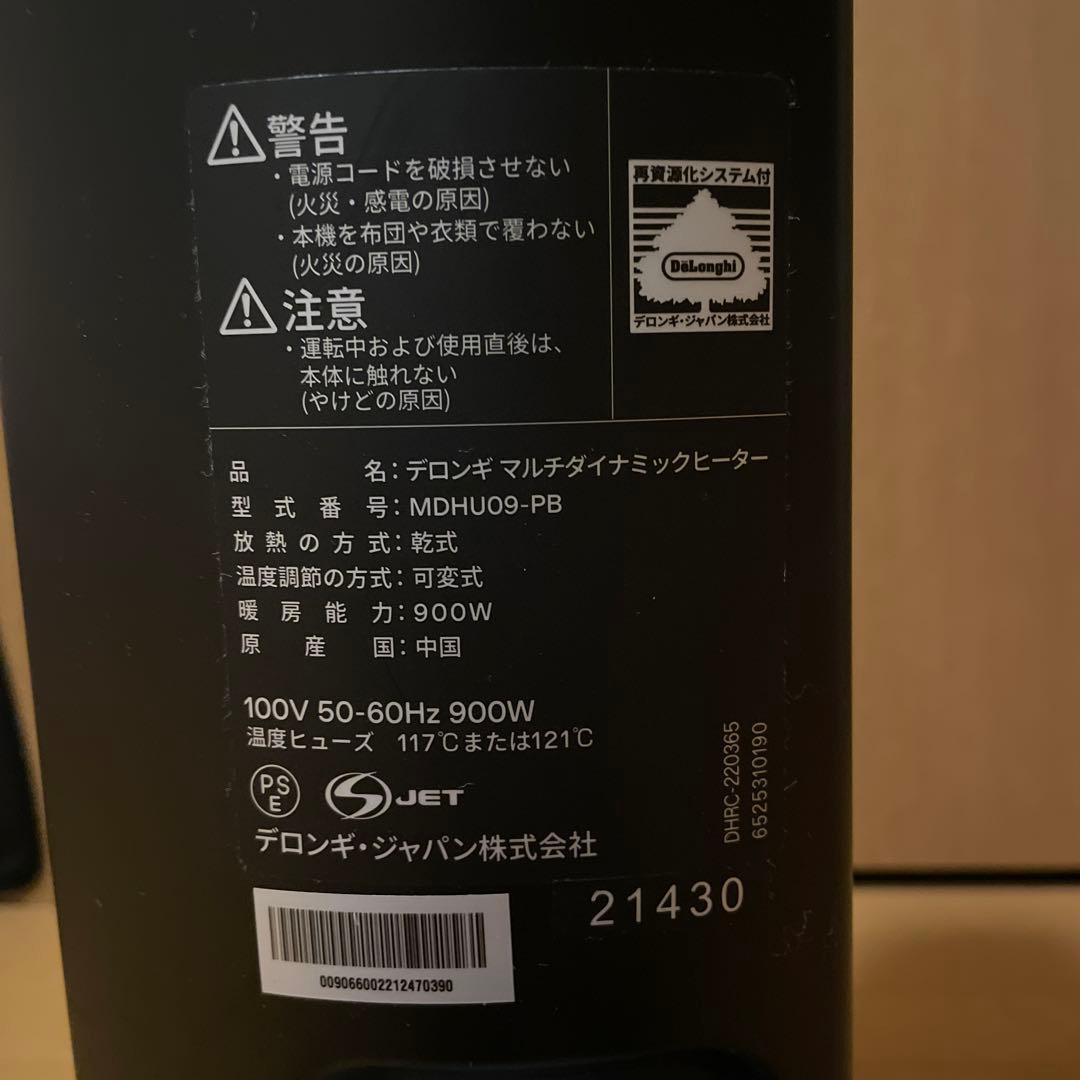 警告
・電源コードを破損させない
(火災・感電の原因)
・本機を布団や衣類で覆わない
(火災の原因)
注意
・運転中および使用直後は、
本体に触れない
(やけどの原因)
再資源化システム付
DeLonghi
デロンギ・ジャパン株式会社
品名：デロンギ マルチダイナミックヒーター
型式番号：MDHU09-PB
放熱の方式：乾式
温度調節の方式：可変式
暖房能力：900W
原産国：中国
100V 50-60Hz 900W
温度ヒューズ 117℃または121℃
PSE
JET
デロンギ・ジャパン株式会社
DHRC-220365
6525310190
21430
009066002212470390